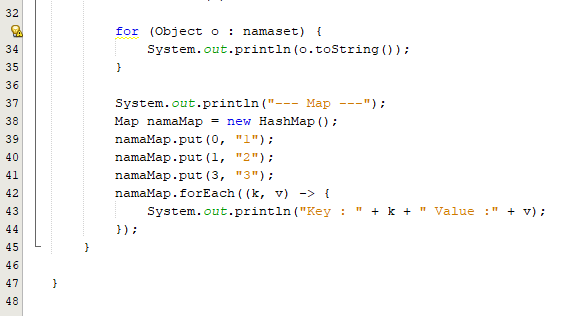 32
for (Object o : namaset) {
34 System.out.println(o.toString());
35 }
36
37 System.out.println("--- Map ---");
38 Map namaMap = new HashMap();
39 namaMap.put(0, "1");
40 namaMap.put(1, "2");
41 namaMap.put(3, "3");
42 namaMap.forEach((k, v) -> {
43 System.out.println("Key : " + k + " Value :" + v);
44 });
45 }
46
47 }
48